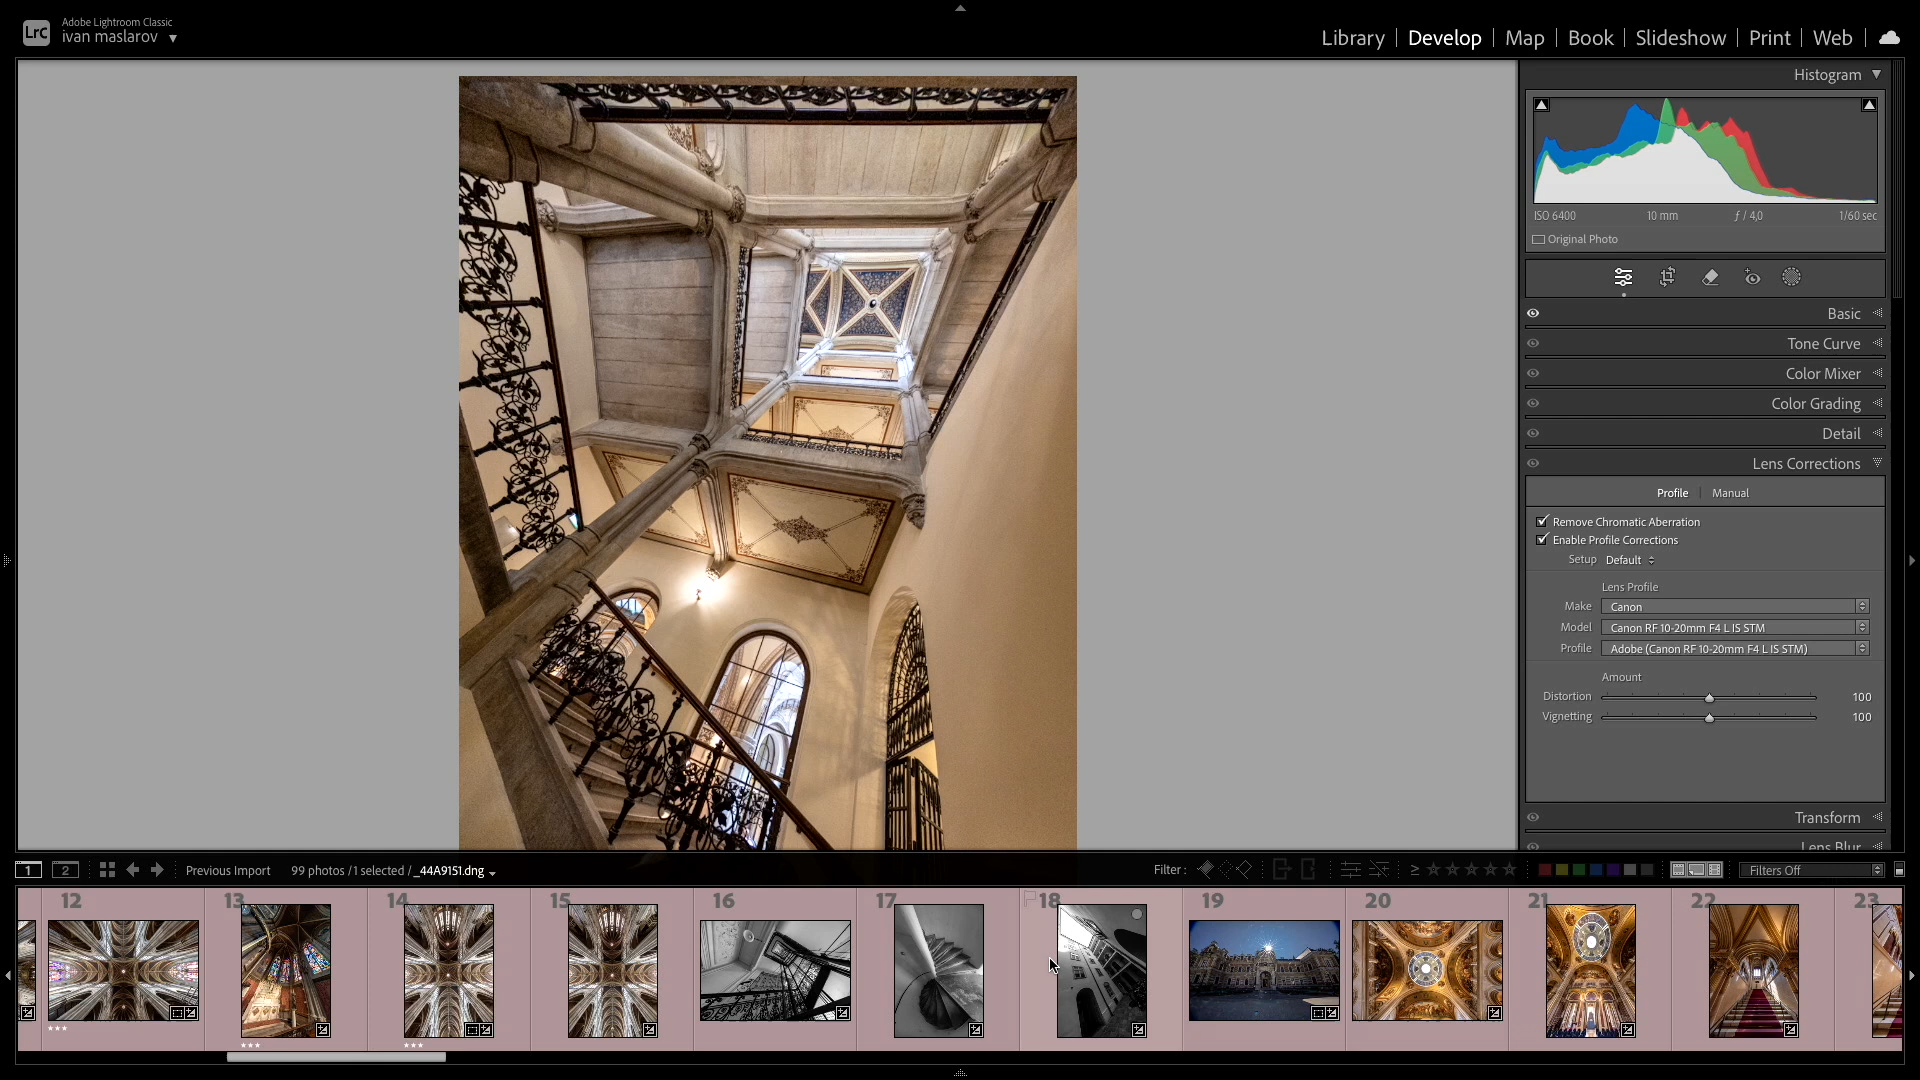 LrC
Adobe Lightroom Classic
ivan maslarov
Library | Develop | Map | Book | Slideshow | Print | Web
Histogram
ISO 6400 10 mm ƒ / 4,0 1/60 sec
Original Photo
Basic
Tone Curve
Color Mixer
Color Grading
Detail
Lens Corrections
Profile | Manual
Remove Chromatic Aberration
Enable Profile Corrections
Setup Default
Lens Profile
Make Canon
Model Canon RF 10-20mm F4 L IS STM
Profile Adobe (Canon RF 10-20mm F4 L IS STM)
Amount
Distortion 100
Vignetting 100
Transform
Lens Blur
1 2 Previous Import 99 photos / 1 selected / _44A9151.dng Filter : ≥ Filters Off
12 13 14 15 16 17 18 19 20 21 22 23